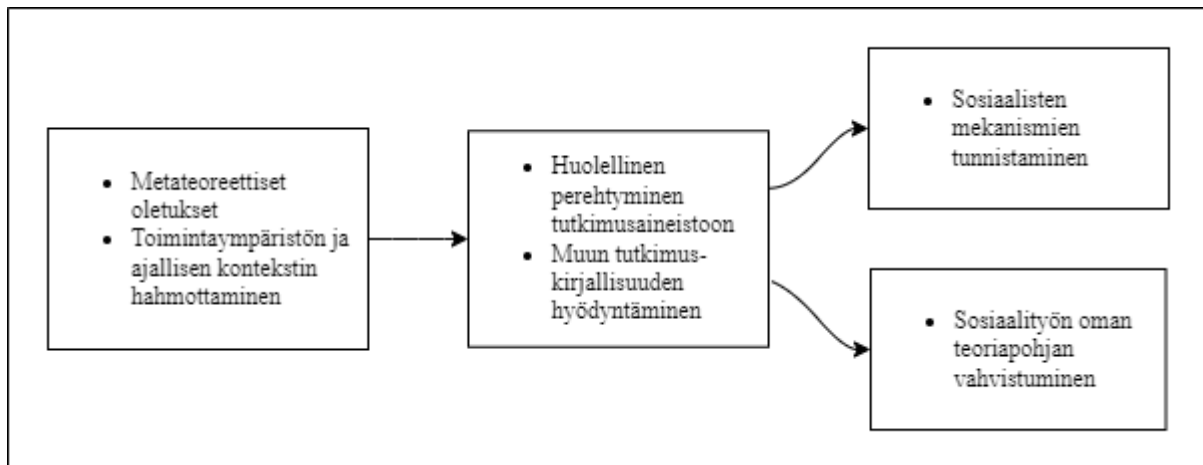 • Metateoreettiset
oletukset
• Toimintaympäristön ja
ajallisen kontekstin
hahmottaminen
• Huolellinen
perehtyminen
tutkimusaineistoon
• Muun tutkimus-
kirjallisuuden
hyödyntäminen
• Sosiaalisten
mekanismien
tunnistaminen
• Sosiaalityön oman
teoriapohjan
vahvistuminen